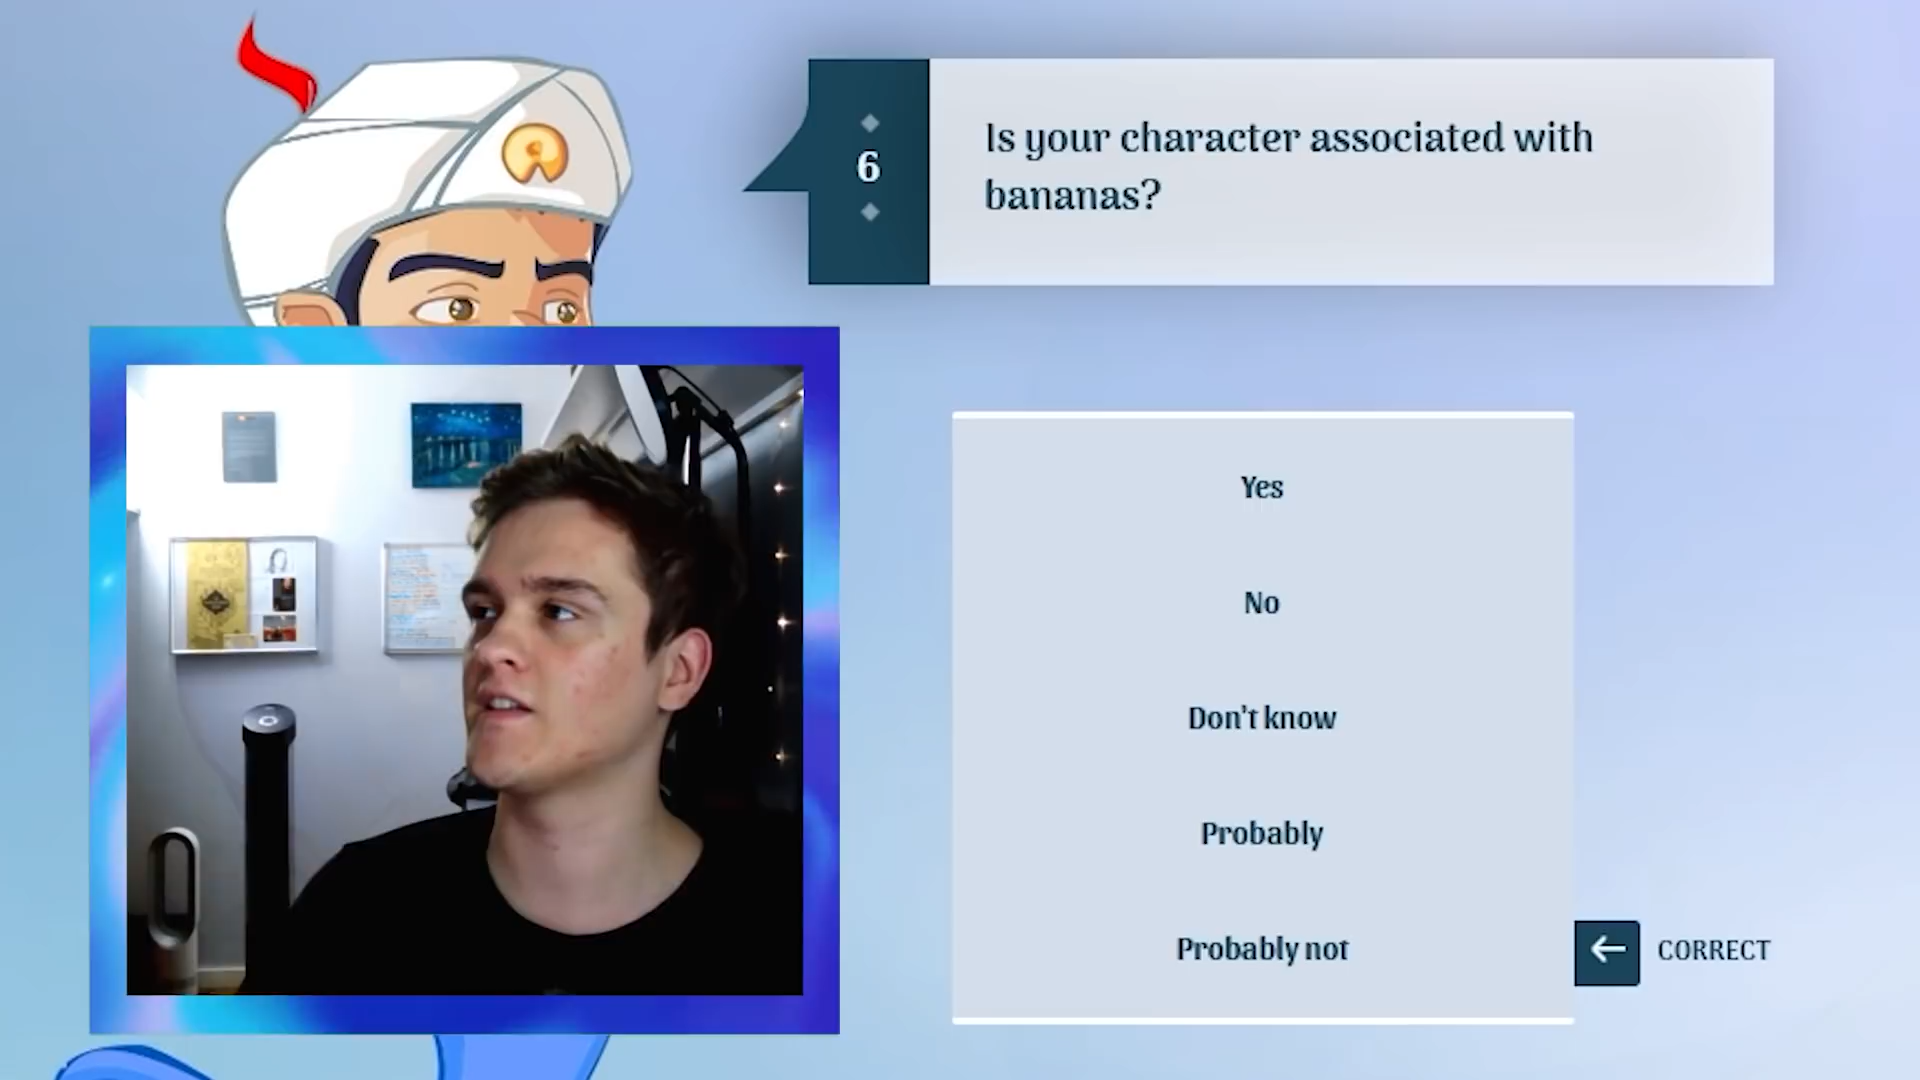 6
Is your character associated with
bananas?
Yes
No
Don't know
Probably
Probably not
CORRECT